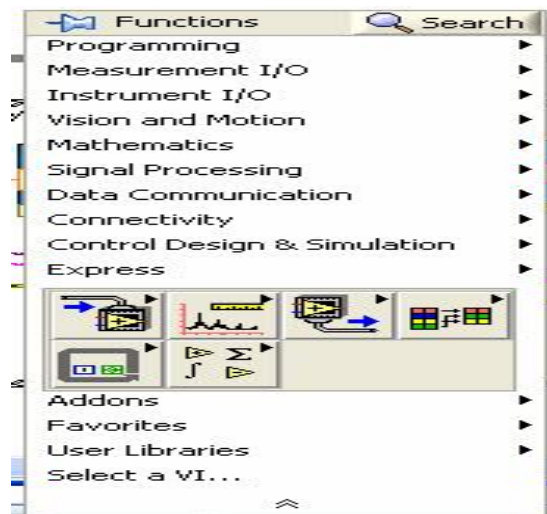 Functions Search
Programming
Measurement I/O
Instrument I/O
Vision and Motion
Mathematics
Signal Processing
Data Communication
Connectivity
Control Design & Simulation
Express
Addons
Favorites
User Libraries
Select a VI...